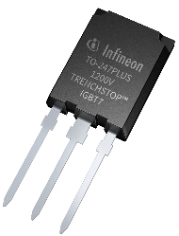 Infineon
TO-247PLUS
1200V
TRENCHSTOP™
IGBT7